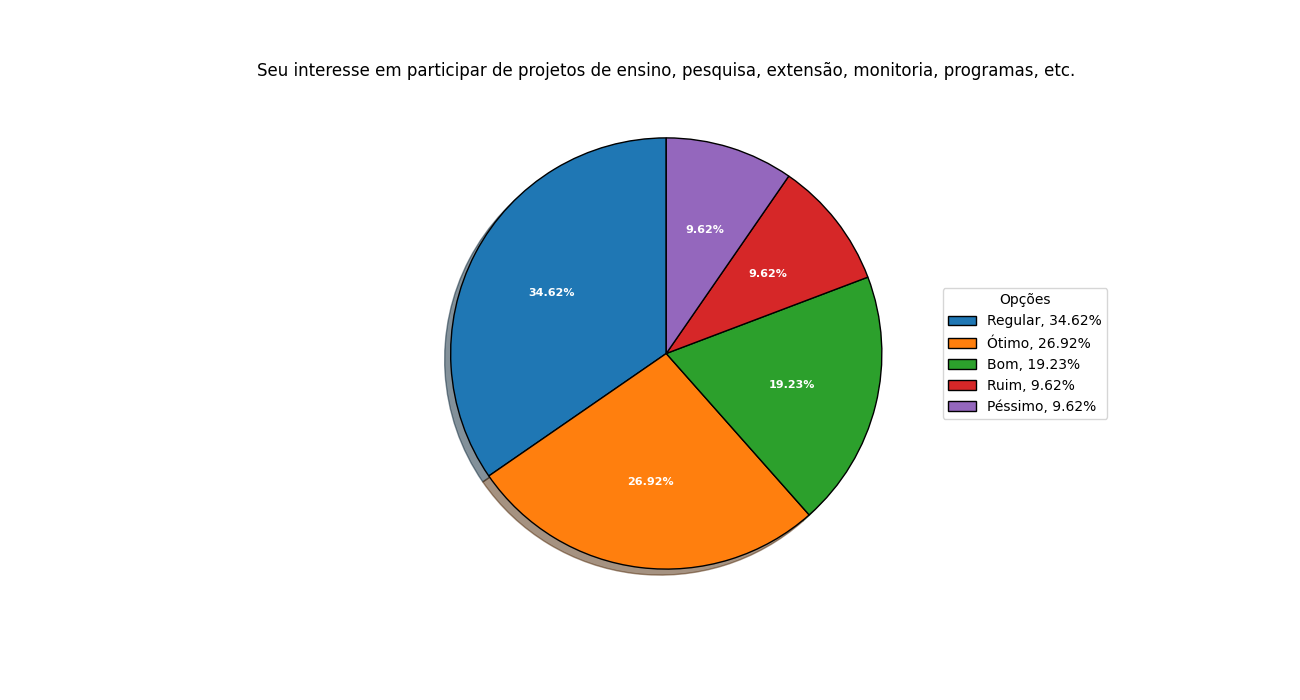 Seu interesse em participar de projetos de ensino, pesquisa, extensão, monitoria, programas, etc.
9.62%
9.62%
34.62%
19.23%
26.92%
Opções
Regular, 34.62%
Ótimo, 26.92%
Bom, 19.23%
Ruim, 9.62%
Péssimo, 9.62%